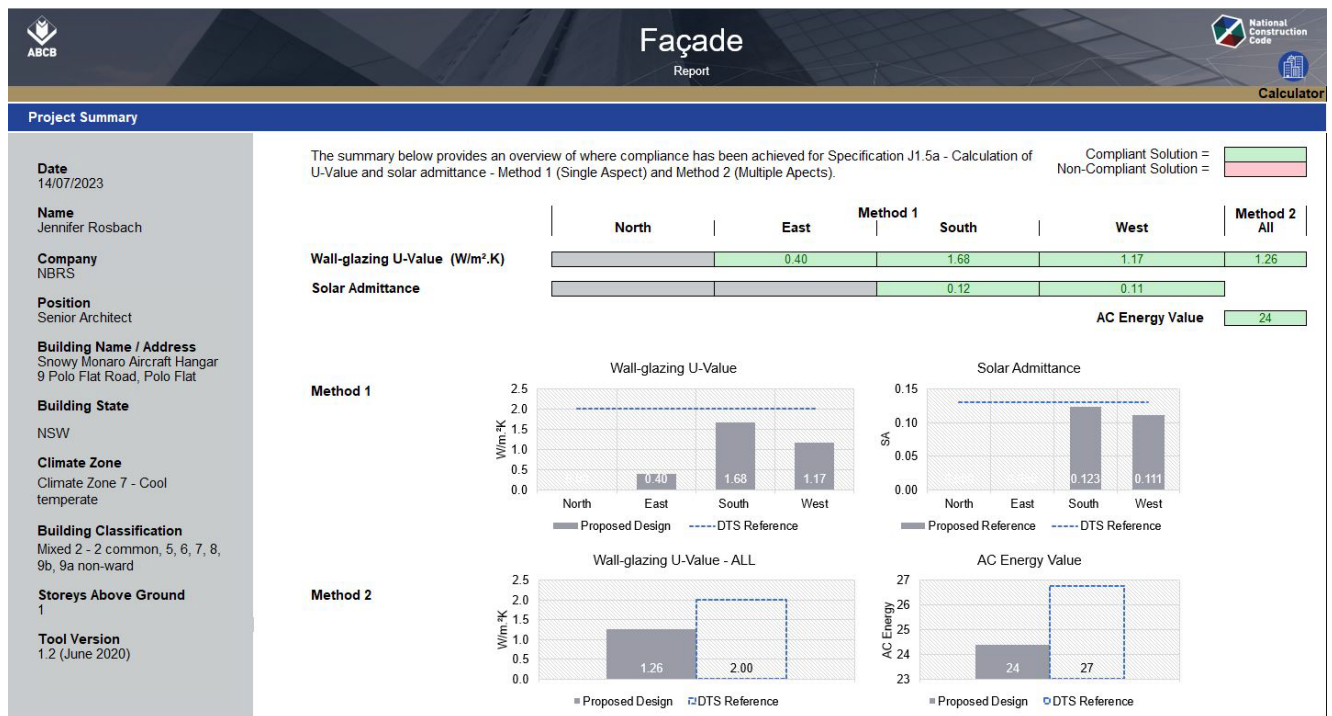 ABCB
Façade
Report
National
Construction
Code
Calculator
Project Summary
Date
14/07/2023
Name
Jennifer Rosbach
Company
NBRS
Position
Senior Architect
Building Name / Address
Snowy Monaro Aircraft Hangar
9 Polo Flat Road, Polo Flat
Building State
NSW
Climate Zone
Climate Zone 7 - Cool
temperate
Building Classification
Mixed 2 - 2 common, 5, 6, 7, 8,
9b, 9a non-ward
Storeys Above Ground
1
Tool Version
1.2 (June 2020)
The summary below provides an overview of where compliance has been achieved for Specification J1.5a - Calculation of
U-Value and solar admittance - Method 1 (Single Aspect) and Method 2 (Multiple Apects).
Compliant Solution =
Non-Compliant Solution =
Method 1 Method 2
North East South West All
Wall-glazing U-Value (W/m².K) 0.40 1.68 1.17 1.26
Solar Admittance 0.12 0.11
AC Energy Value 24
Method 1
Wall-glazing U-Value
2.5
2.0
1.5
1.0
0.5
0.0
W/m.²K
0.40 1.68 1.17
North East South West
Proposed Design DTS Reference
Solar Admittance
0.15
0.10
0.05
0.00
SA
0.123 0.111
North East South West
Proposed Reference DTS Reference
Method 2
Wall-glazing U-Value - ALL
2.5
2.0
1.5
1.0
0.5
0.0
W/m.²K
1.26 2.00
Proposed Design DTS Reference
AC Energy Value
27
26
25
24
23
AC Energy
24 27
Proposed Design DTS Reference